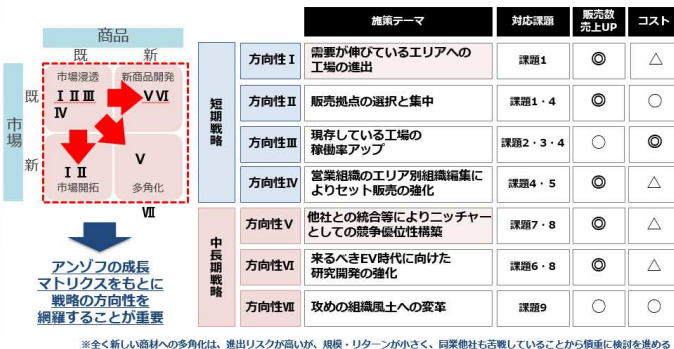 商品
既 新
市場
既
新
市場浸透
Ⅰ Ⅱ Ⅲ
Ⅳ
新商品開発
Ⅴ Ⅵ
Ⅰ Ⅱ
市場開拓
Ⅴ
多角化
Ⅶ
アンゾフの成長
マトリクスをもとに
戦略の方向性を
網羅することが重要
施策テーマ 対応課題 販売数
売上UP コスト
短期戦略
方向性Ⅰ 需要が伸びているエリアへの
工場の進出 課題1 ◎ △
方向性Ⅱ 販売拠点の選択と集中 課題1・4 ◎ ○
方向性Ⅲ 現存している工場の
稼働率アップ 課題2・3・4 ○ ◎
方向性Ⅳ 営業組織のエリア別組織編集に
よりセット販売の強化 課題4・5 ◎ △
中長期戦略
方向性Ⅴ 他社との統合等によりニッチャー
としての競争優位性構築 課題7・8 ◎ △
方向性Ⅵ 来るべきEV時代に向けた
研究開発の強化 課題6・8 ◎ △
方向性Ⅶ 攻めの組織風土への変革 課題9 ○ ○
※全く新しい商材への多角化は、進出リスクが高いが、規模・リターンが小さく、同業他社も苦戦していることから慎重に検討を進める